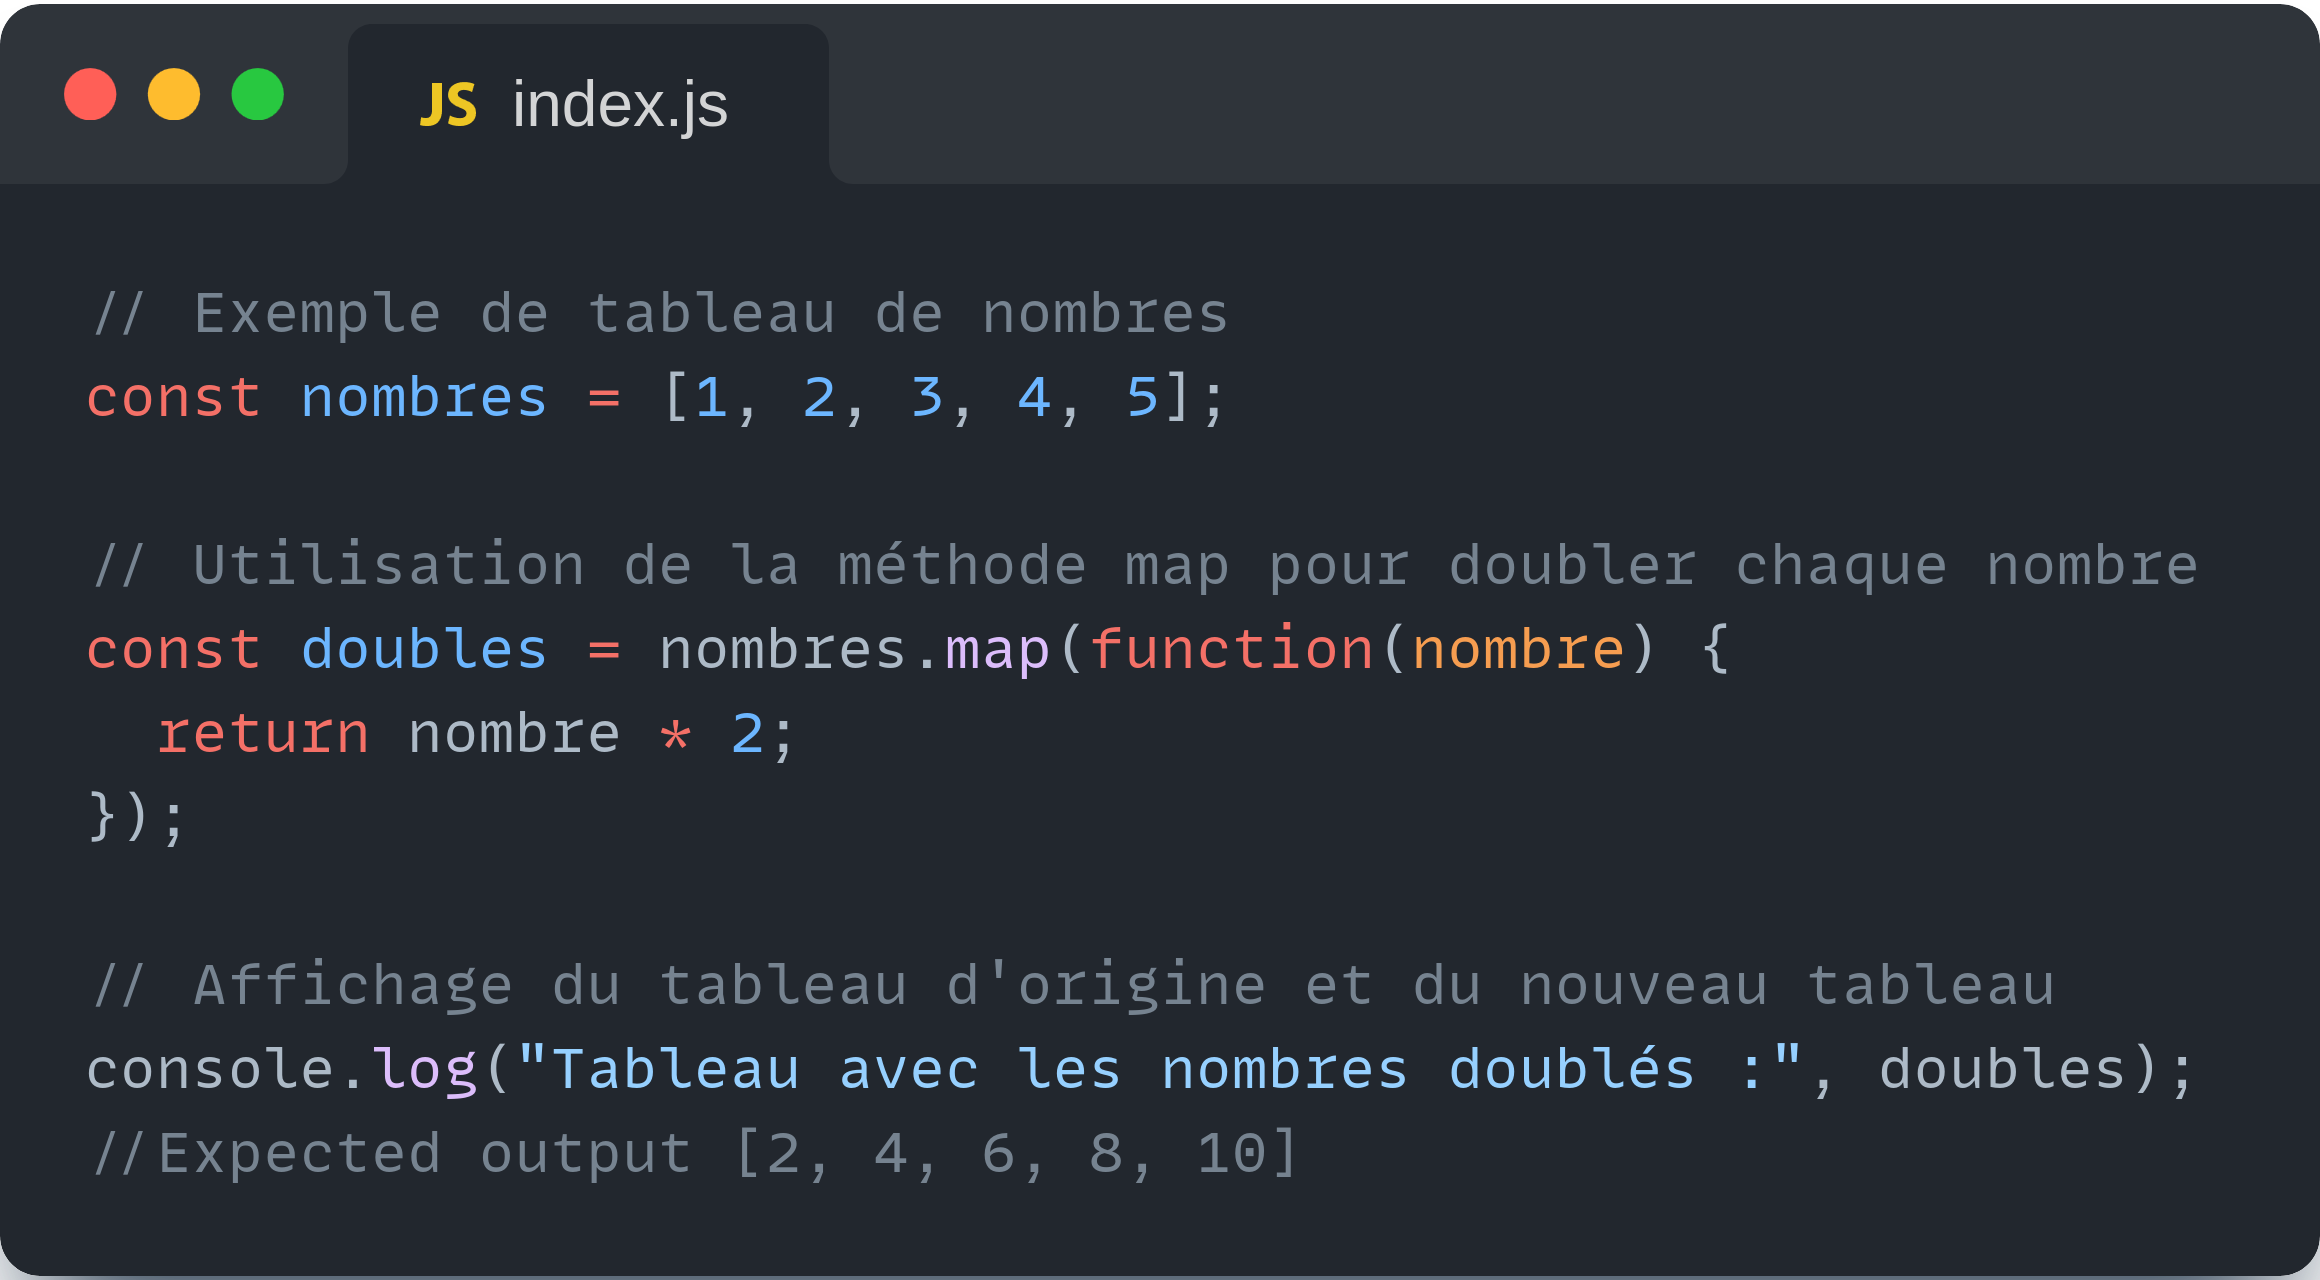 JS index.js
// Exemple de tableau de nombres
const nombres = [1, 2, 3, 4, 5];
// Utilisation de la méthode map pour doubler chaque nombre
const doubles = nombres.map(function(nombre) {
  return nombre * 2;
});
// Affichage du tableau d'origine et du nouveau tableau
console.log("Tableau avec les nombres doublés :", doubles);
//Expected output [2, 4, 6, 8, 10]